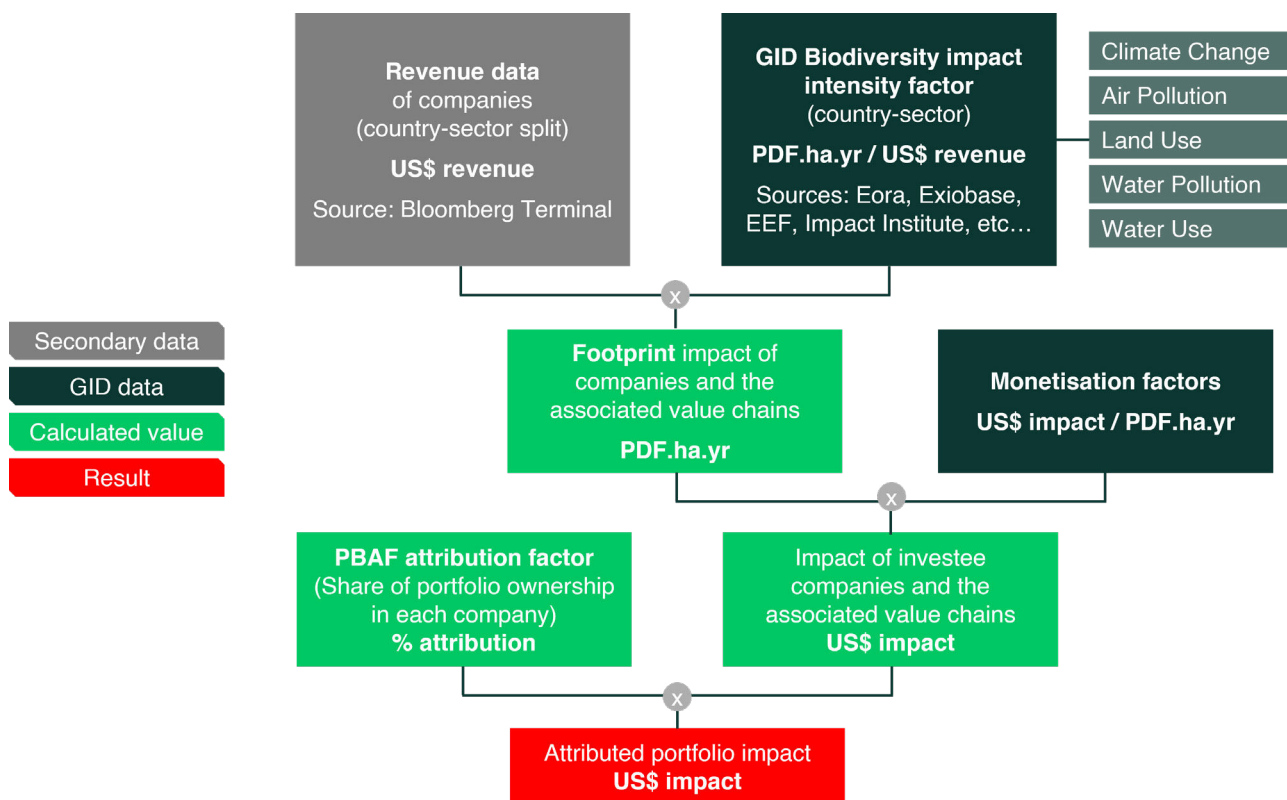 Revenue data
of companies
(country-sector split)
US$ revenue
Source: Bloomberg Terminal
GID Biodiversity impact
intensity factor
(country-sector)
PDF.ha.yr / US$ revenue
Sources: Eora, Exiobase,
EEF, Impact Institute, etc…
Climate Change
Air Pollution
Land Use
Water Pollution
Water Use
x
Secondary data
GID data
Calculated value
Result
Footprint impact of
companies and the
associated value chains
PDF.ha.yr
Monetisation factors
US$ impact / PDF.ha.yr
x
PBAF attribution factor
(Share of portfolio ownership
in each company)
% attribution
Impact of investee
companies and the
associated value chains
US$ impact
x
Attributed portfolio impact
US$ impact